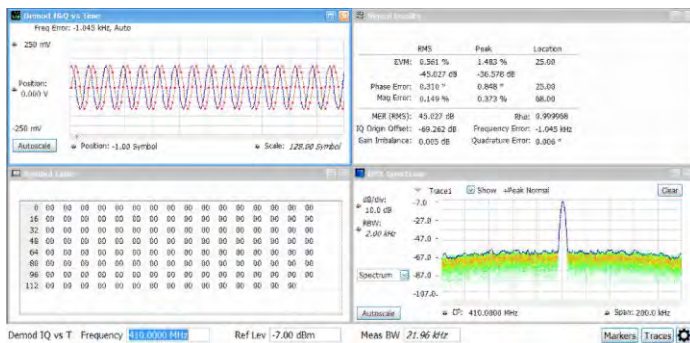 Demod I&Q vs Time
Freq Error: -1.045 kHz, Auto
250 mV
Position:
0.000 V
-250 mV
Autoscale
Position: -1.00 Symbol
Scale: 128.00 Symbol
Signal Quality
RMS Peak Location
EVM: 0.561 % 1.483 % 25.00
-45.027 dB -36.578 dB
Phase Error: 0.310 ° 0.848 ° 25.00
Mag Error: 0.149 % 0.373 % 68.00
MER (RMS): 45.027 dB Rho: 0.999968
IQ Origin Offset: -69.262 dB Frequency Error: -1.045 kHz
Gain Imbalance: 0.005 dB Quadrature Error: 0.006 °
Symbol Table
0 00 00 00 00 00 00 00 00 00 00 00 00 00 00 00 00
16 00 00 00 00 00 00 00 00 00 00 00 00 00 00 00 00
32 00 00 00 00 00 00 00 00 00 00 00 00 00 00 00 00
48 00 00 00 00 00 00 00 00 00 00 00 00 00 00 00 00
64 00 00 00 00 00 00 00 00 00 00 00 00 00 00 00 00
80 00 00 00 00 00 00 00 00 00 00 00 00 00 00 00 00
96 00 00 00 00 00 00 00 00 00 00 00 00 00 00 00 00
112 00 00 00 00 00 00 00 00 00 00 00 00 00 00 00
Spectrum
Trace1 Show +Peak Normal Clear
dB/div:
10.0 dB
RBW:
2.00 kHz
Spectrum
-7.0
-27.0
-47.0
-67.0
-87.0
-107.0
Autoscale
CF: 410.0000 MHz
Span: 200.0 kHz
Demod IQ vs T Frequency 410.0000 MHz Ref Lev -7.00 dBm Meas BW 21.96 kHz Markers Traces